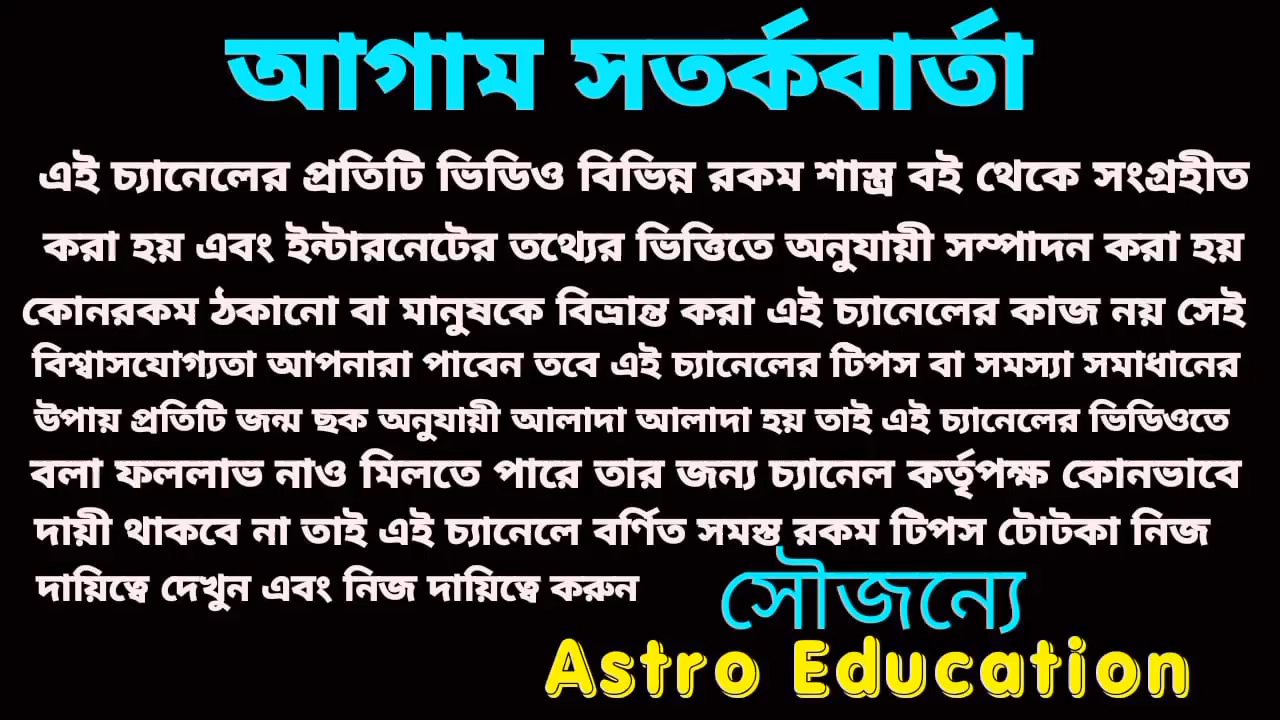 আগাম সতর্কবার্তা
এই চ্যানেলের প্রতিটি ভিডিও বিভিন্ন রকম শাস্ত্র বই থেকে সংগ্রহীত
করা হয় এবং ইন্টারনেটের তথ্যের ভিত্তিতে অনুযায়ী সম্পাদন করা হয়
কোনরকম ঠকানো বা মানুষকে বিভ্রান্ত করা এই চ্যানেলের কাজ নয় সেই
বিশ্বাসযোগ্যতা আপনারা পাবেন তবে এই চ্যানেলের টিপস বা সমস্যা সমাধানের
উপায় প্রতিটি জন্ম ছক অনুযায়ী আলাদা আলাদা হয় তাই এই চ্যানেলের ভিডিওতে
বলা ফললাভ নাও মিলতে পারে তার জন্য চ্যানেল কর্তৃপক্ষ কোনভাবে
দায়ী থাকবে না তাই এই চ্যানেলে বর্ণিত সমস্ত রকম টিপস টোটকা নিজ
দায়িত্বে দেখুন এবং নিজ দায়িত্বে করুন
সৌজন্যে
Astro Education